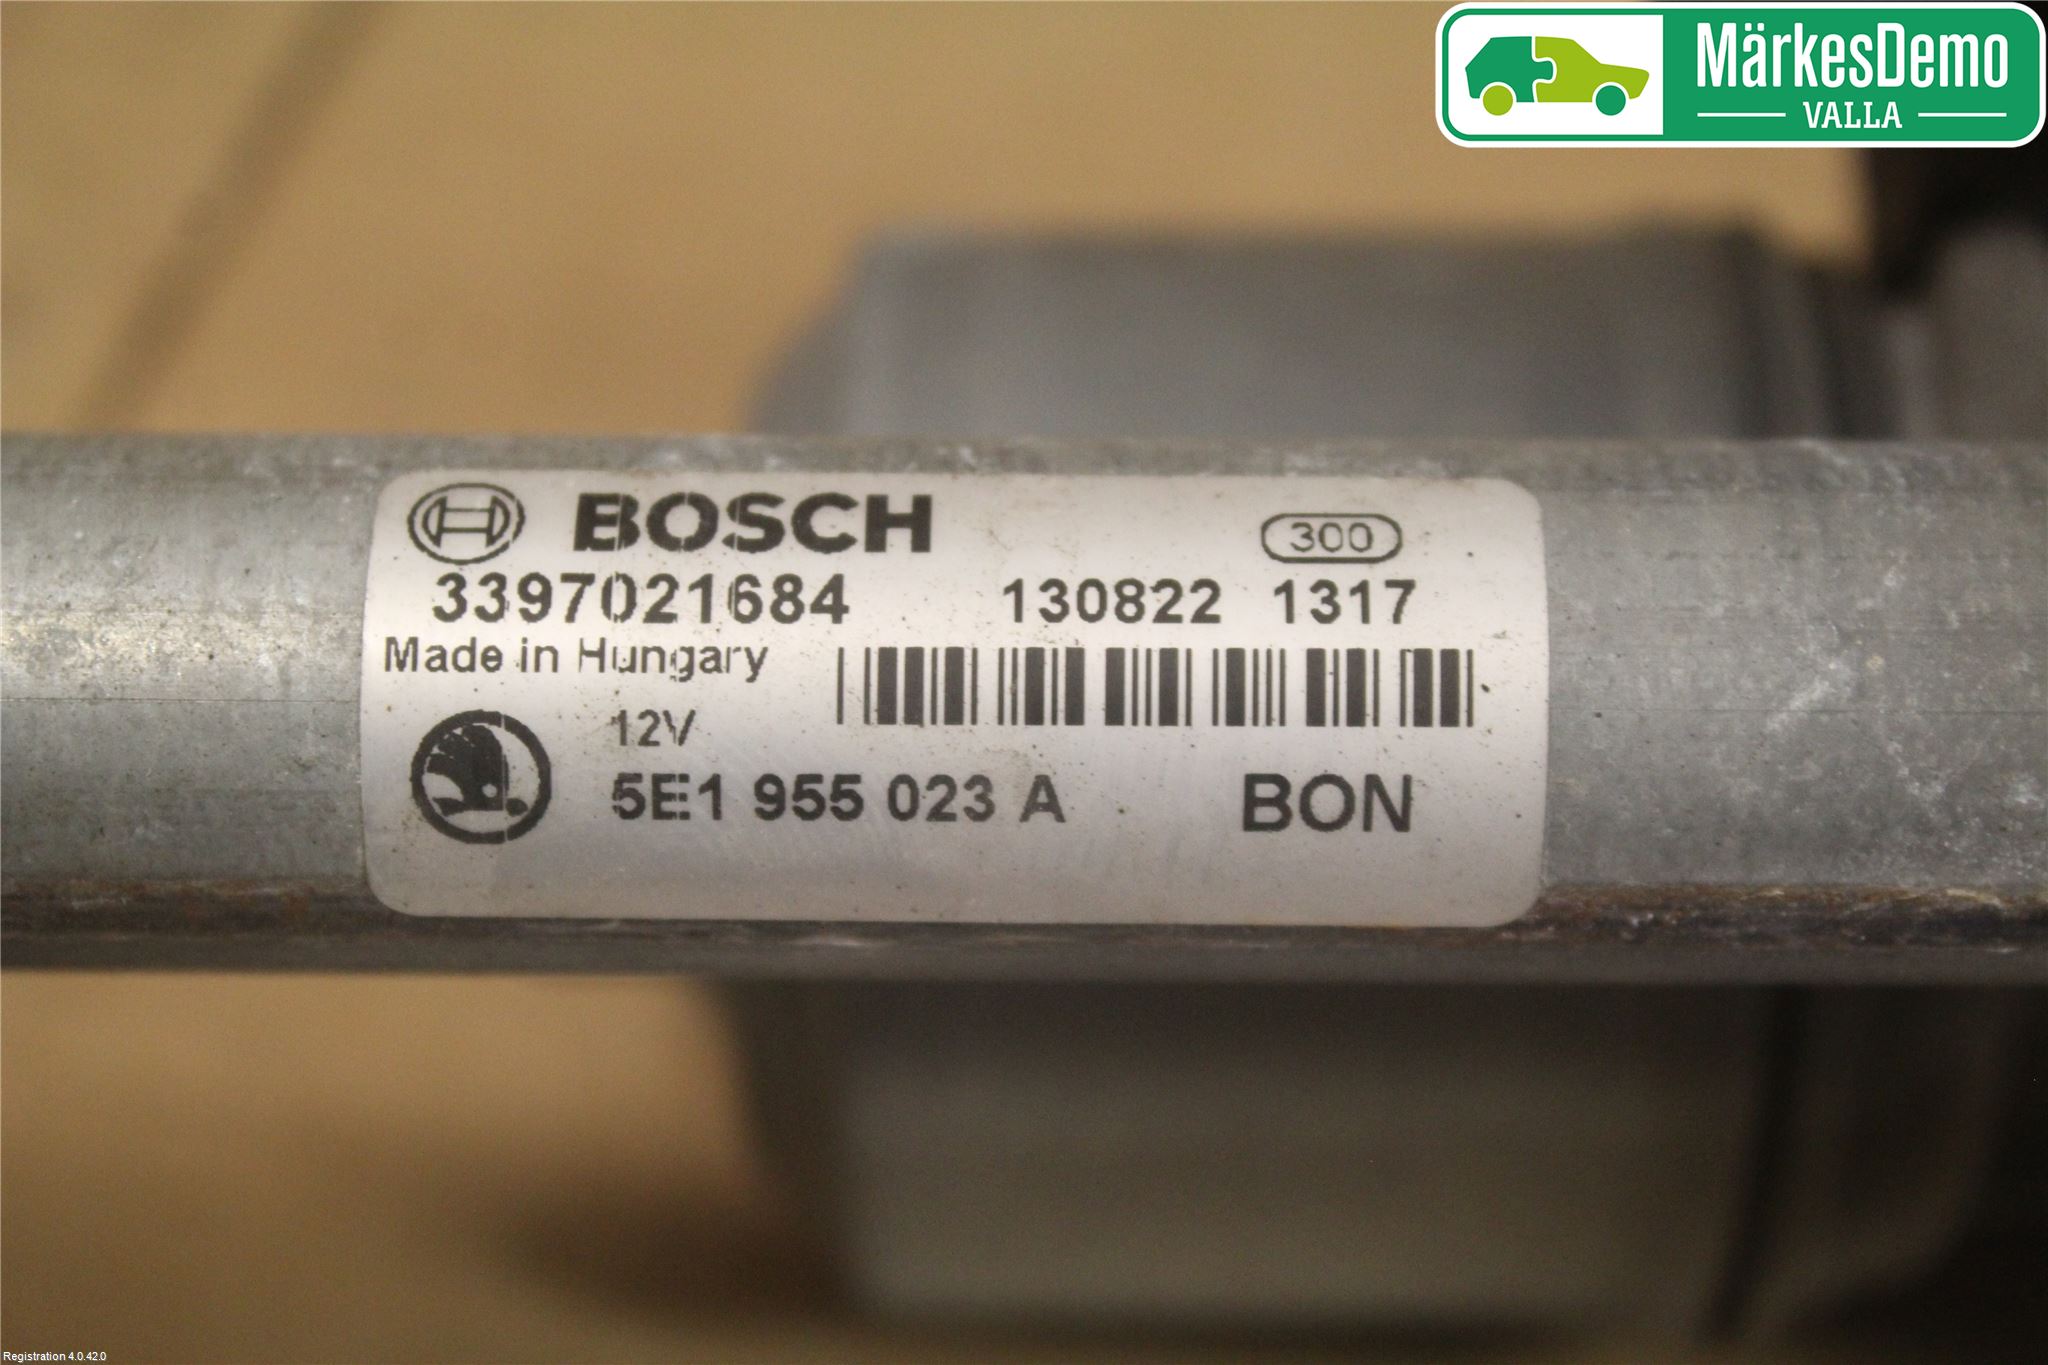 MärkesDemo
VALLA
BOSCH 300
3397021684 130822 1317
Made in Hungary
12V
5E1 955 023 A BON
Registration 4.0.42.0